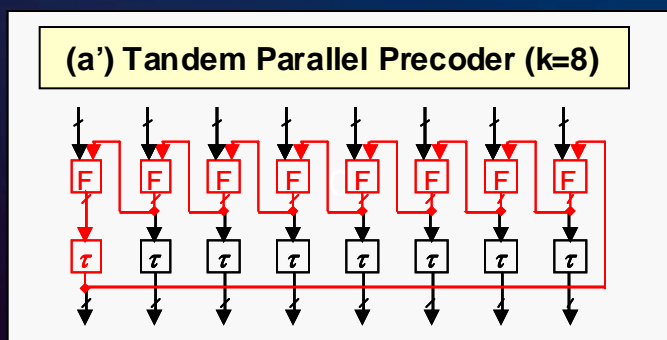 (a') Tandem Parallel Precoder (k=8)
F F F F F F F F
τ τ τ τ τ τ τ τ